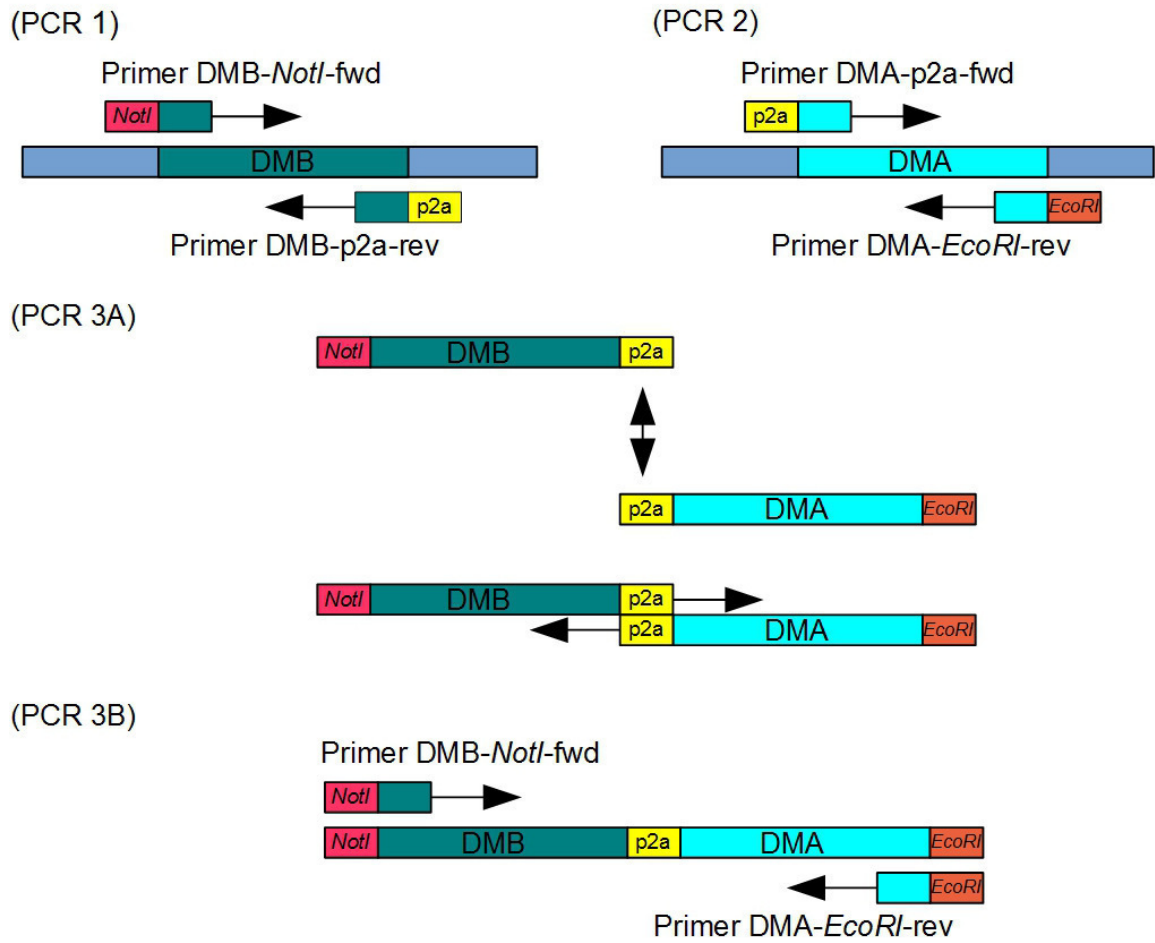 (PCR 1)
Primer DMB-NotI-fwd
NotI
DMB
p2a
Primer DMB-p2a-rev
(PCR 2)
Primer DMA-p2a-fwd
p2a
DMA
EcoRI
Primer DMA-EcoRI-rev
(PCR 3A)
NotI DMB p2a
p2a DMA EcoRI
NotI DMB p2a
p2a DMA EcoRI
(PCR 3B)
Primer DMB-NotI-fwd
NotI
NotI DMB p2a DMA EcoRI
EcoRI
Primer DMA-EcoRI-rev